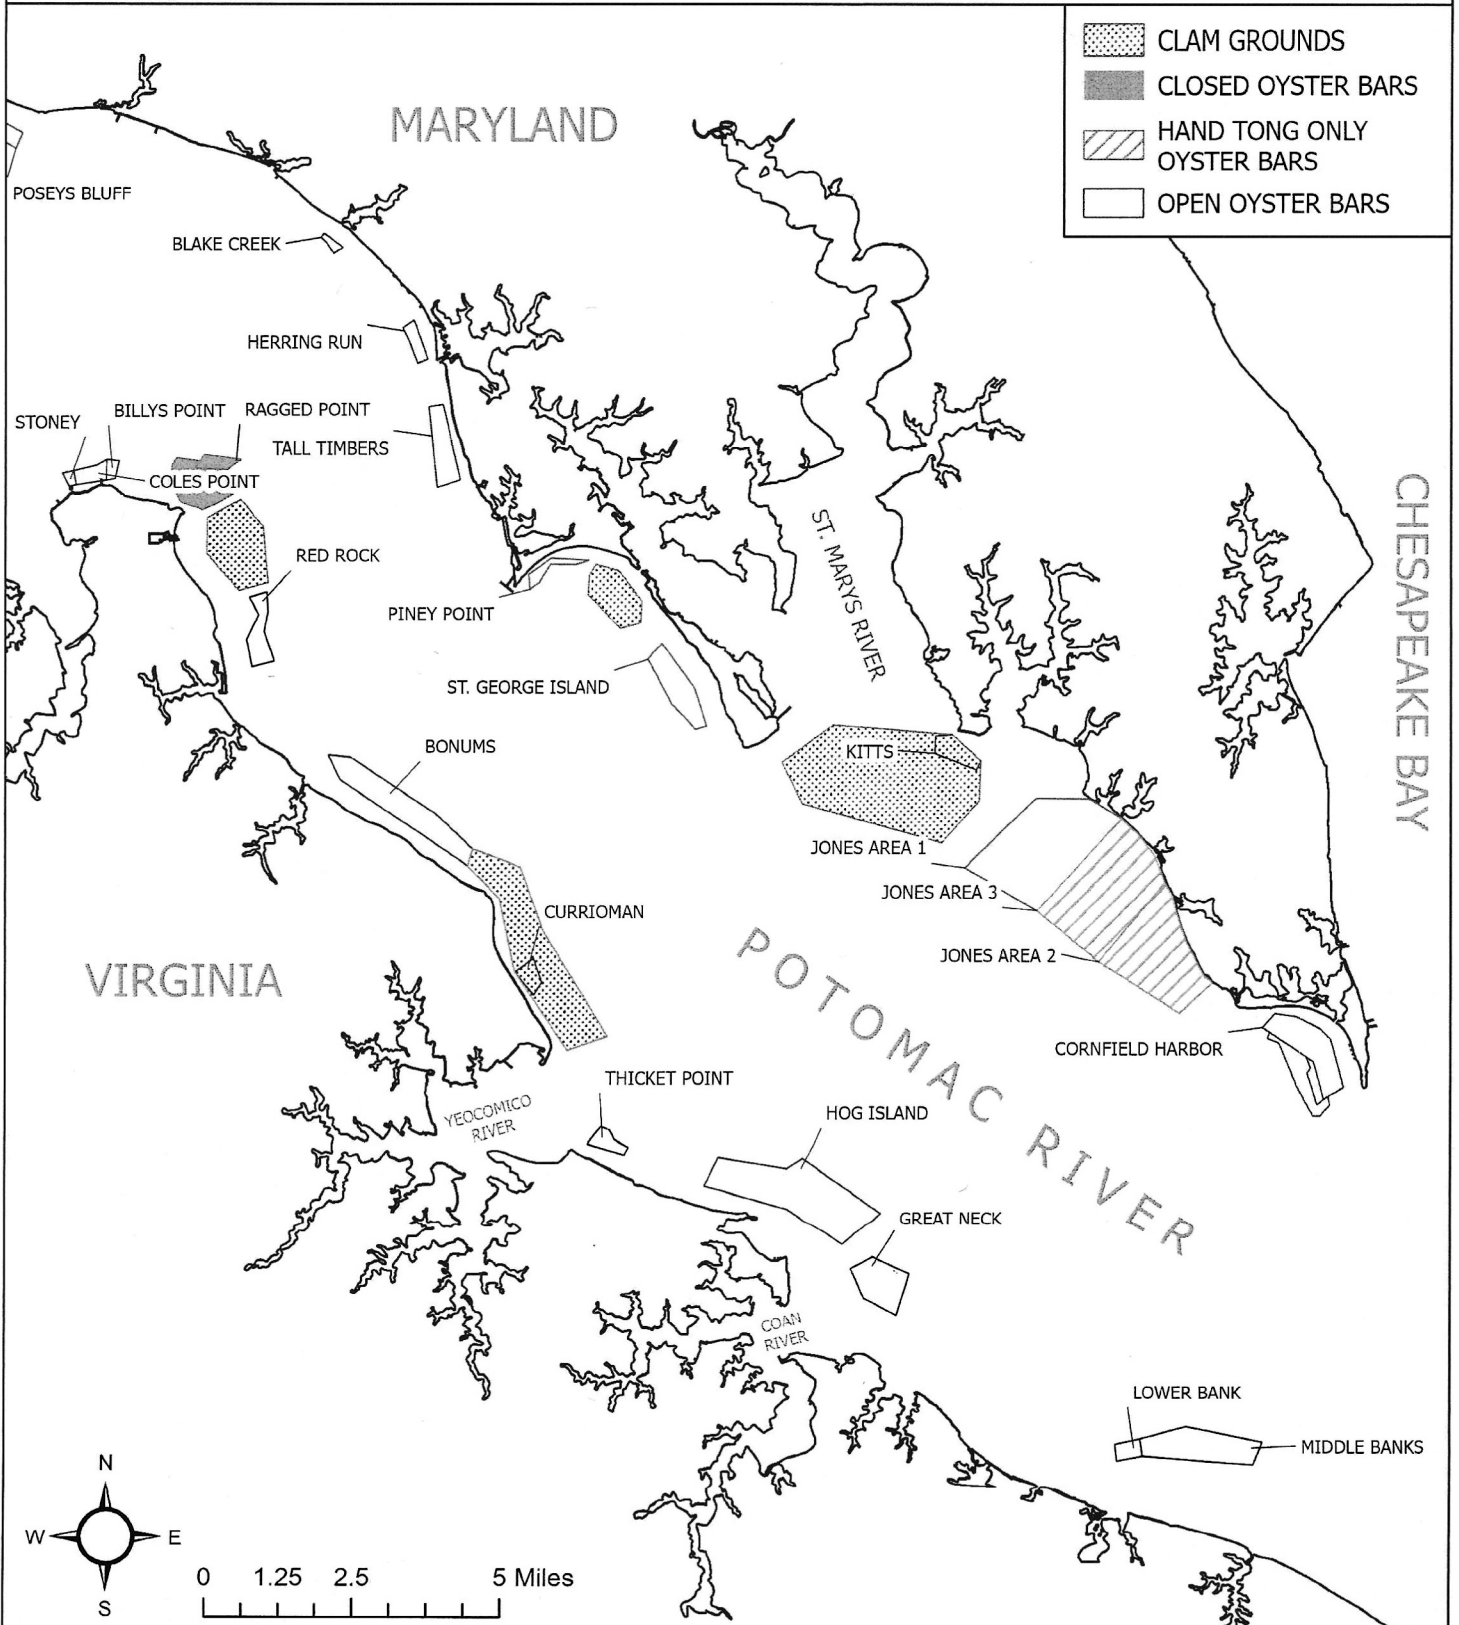 CLAM GROUNDS
CLOSED OYSTER BARS
HAND TONG ONLY
OYSTER BARS
OPEN OYSTER BARS
MARYLAND
POSEYS BLUFF
BLAKE CREEK
HERRING RUN
STONEY
BILLYS POINT
RAGGED POINT
TALL TIMBERS
COLES POINT
RED ROCK
PINEY POINT
ST. MARYS RIVER
CHESAPEAKE BAY
ST. GEORGE ISLAND
BONUMS
KITTS
JONES AREA 1
JONES AREA 3
CURRIOMAN
JONES AREA 2
VIRGINIA
POTOMAC RIVER
CORNFIELD HARBOR
THICKET POINT
YEOCOMICO
RIVER
HOG ISLAND
GREAT NECK
COAN
RIVER
LOWER BANK
MIDDLE BANKS
N
W E
S
0 1.25 2.5 5 Miles